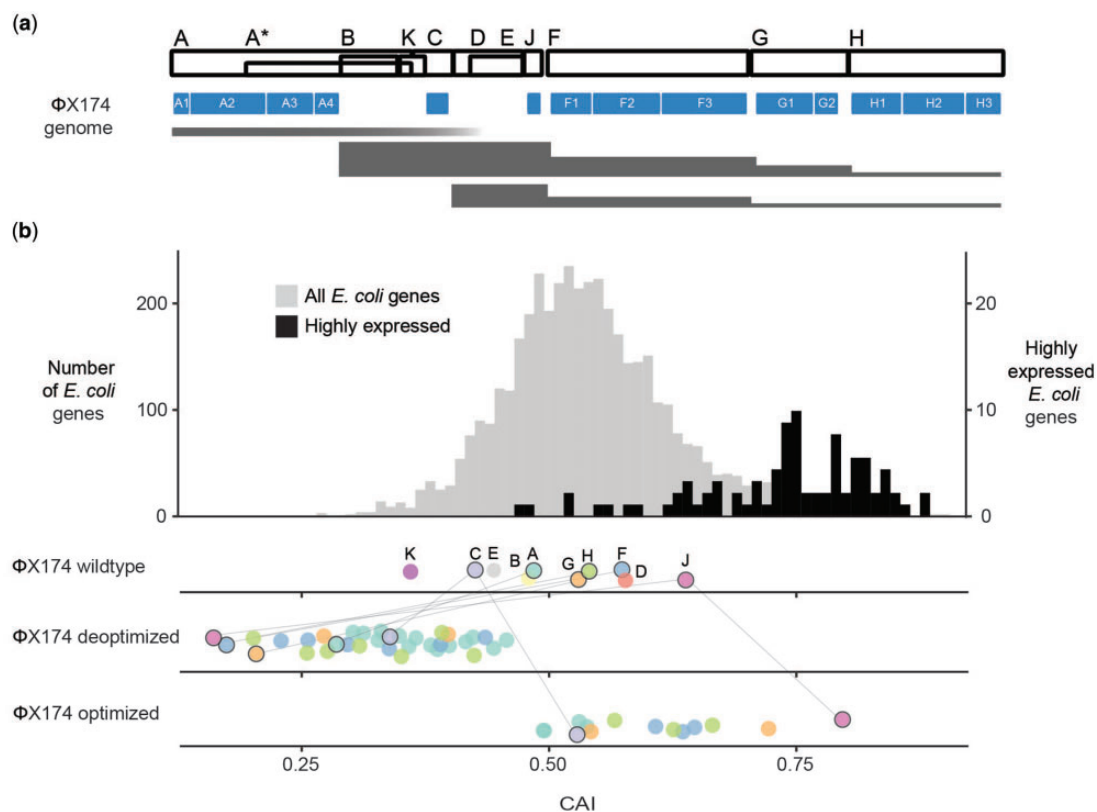 (a)
A A* B K C D E J F G H
ΦX174
genome
A1 A2 A3 A4 F1 F2 F3 G1 G2 H1 H2 H3
(b)
All E. coli genes
Highly expressed
Number
of E. coli
genes
200
100
0
Highly
expressed
E. coli
genes
20
10
0
ΦX174 wildtype
K C E B A G H F D J
ΦX174 deoptimized
ΦX174 optimized
0.25 0.50 0.75
CAI